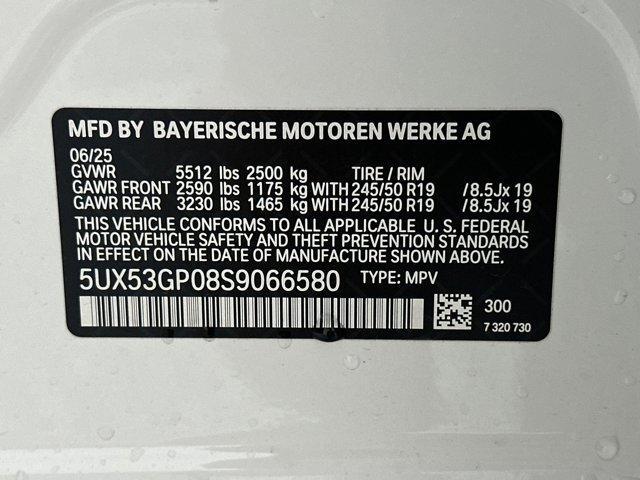 MFD BY BAYERISCHE MOTOREN WERKE AG
06/25
GVWR 5512 lbs 2500 kg TIRE / RIM
GAWR FRONT 2590 lbs 1175 kg WITH 245/50 R19 /8.5Jx 19
GAWR REAR 3230 lbs 1465 kg WITH 245/50 R19 /8.5Jx 19
THIS VEHICLE CONFORMS TO ALL APPLICABLE U. S. FEDERAL
MOTOR VEHICLE SAFETY AND THEFT PREVENTION STANDARDS
IN EFFECT ON THE DATE OF MANUFACTURE SHOWN ABOVE.
5UX53GP08S9066580 TYPE: MPV
300
7 320 730